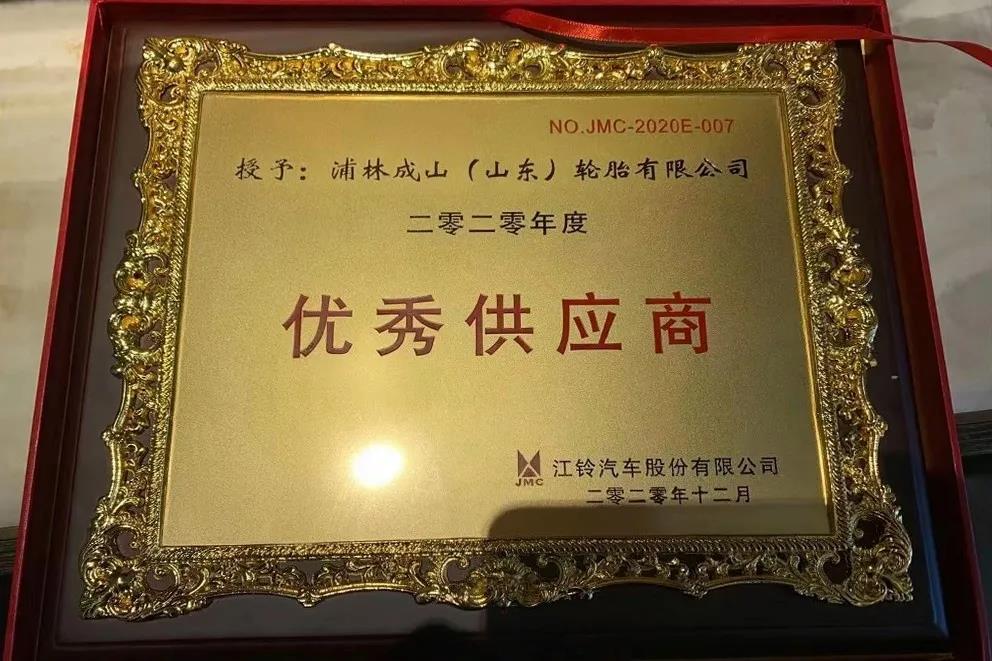 NO.JMC-2020E-007
授予：浦林成山（山东）轮胎有限公司
二零二零年度
优秀供应商
JMC 江铃汽车股份有限公司
二零二零年十二月